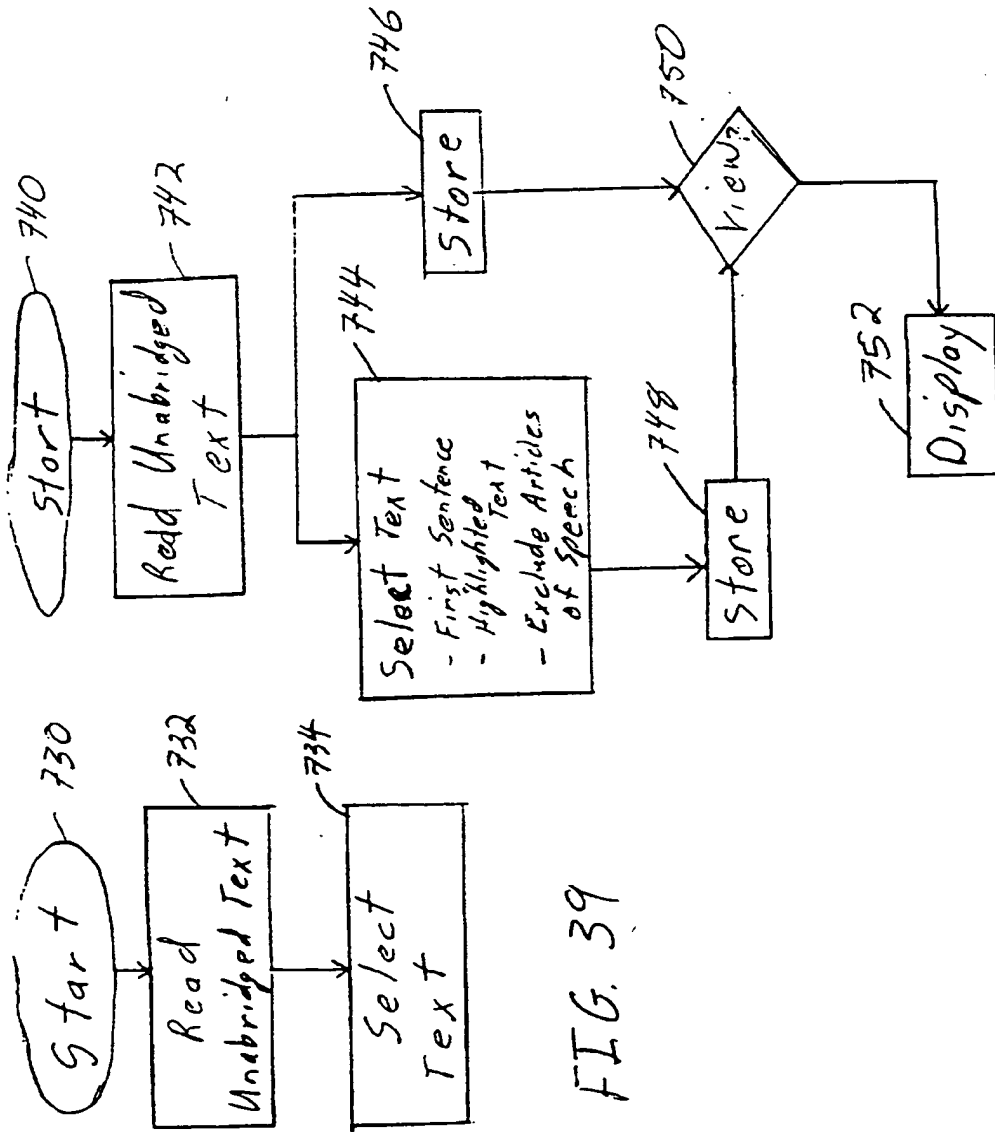 Start
730
Read
Unabridged Text
732
Select
Text
734
FIG. 39
Start
740
Read Unabridged
Text
742
Select Text
- First Sentence
- Highlighted
Text
- Exclude Articles
of Speech
744
Store
746
Store
748
View?
750
Display
752